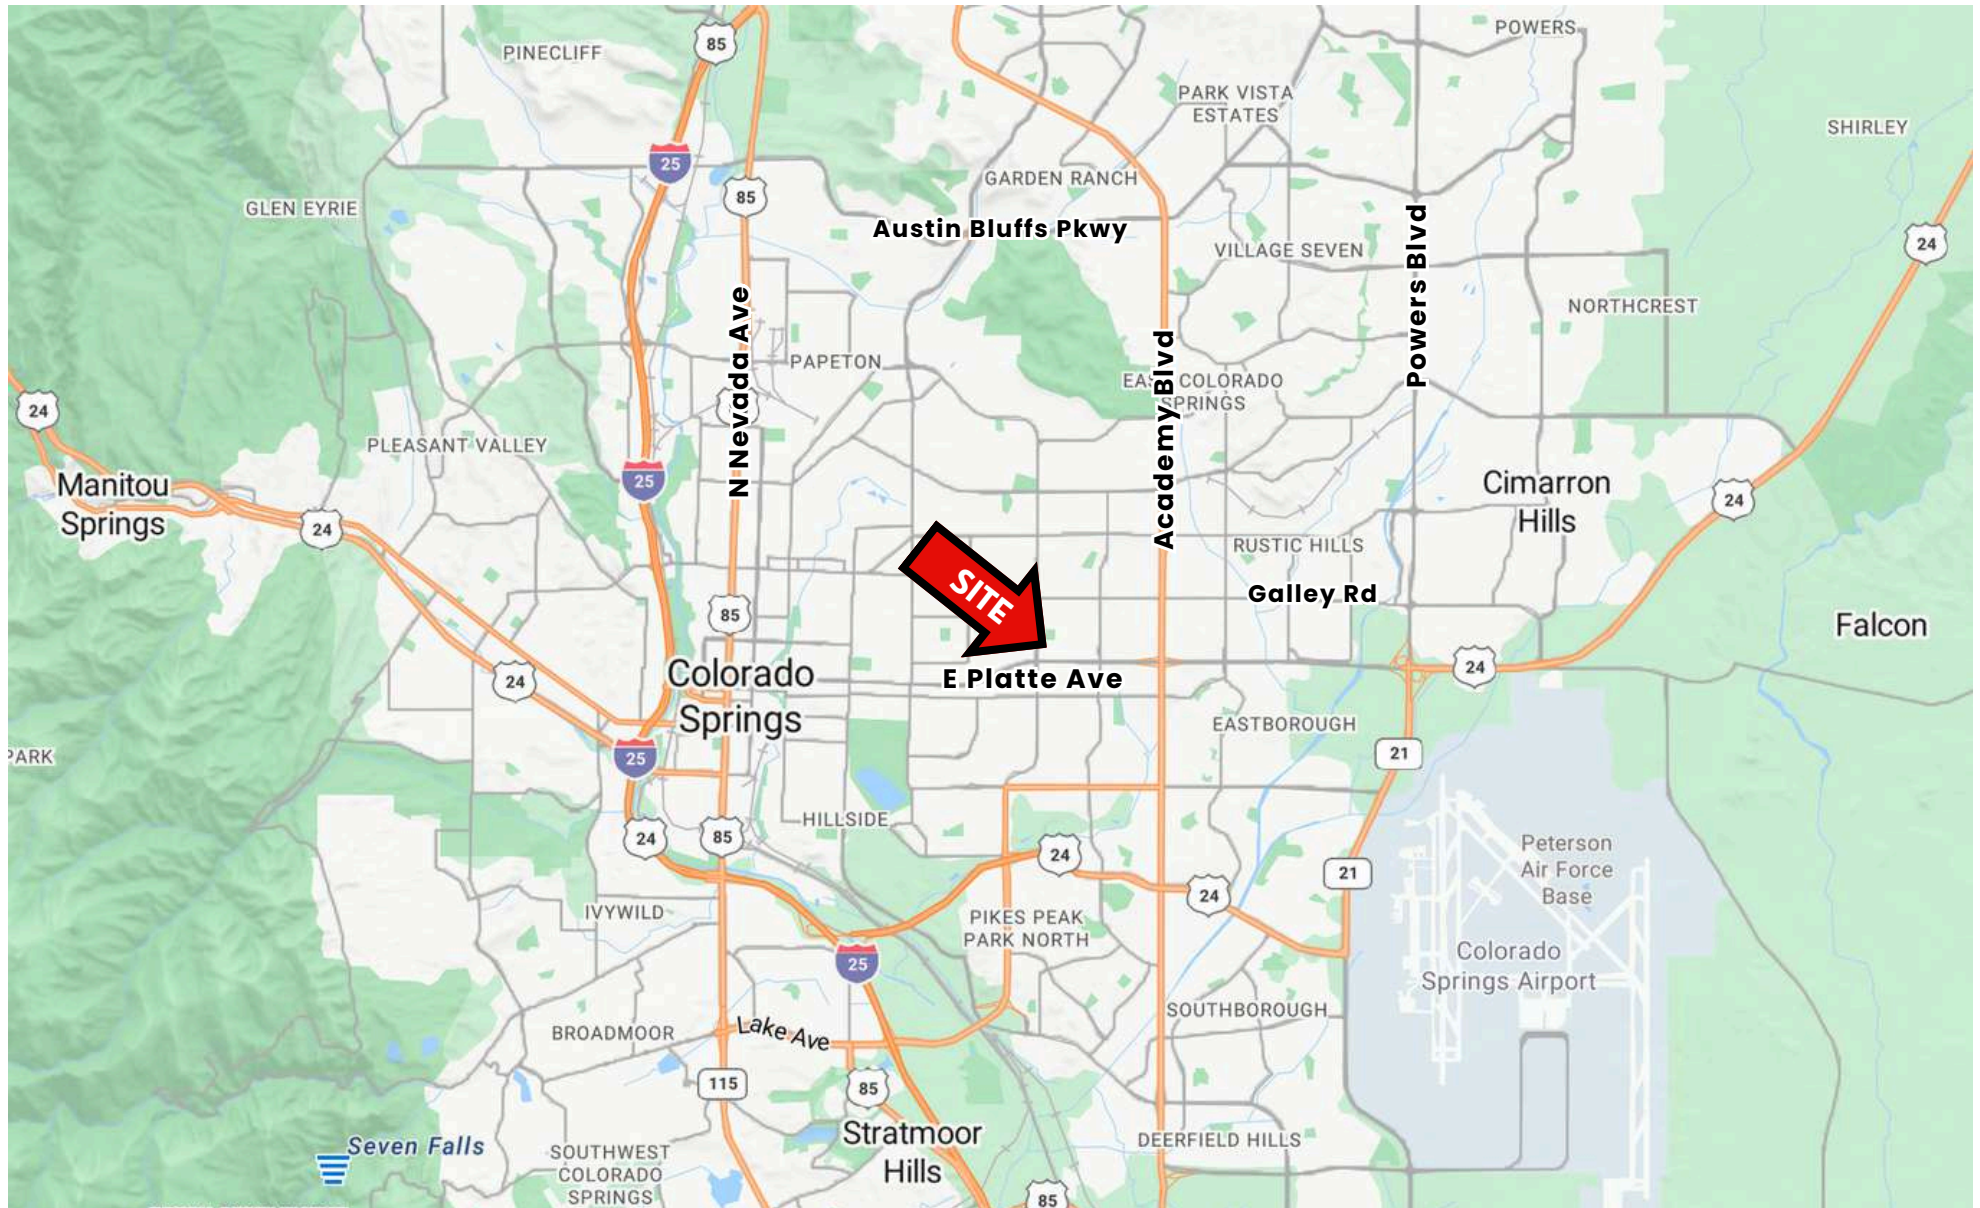 PINECLIFF
85
POWERS
PARK VISTA
ESTATES
SHIRLEY
25
GARDEN RANCH
85
GLEN EYRIE
Austin Bluffs Pkwy
VILLAGE SEVEN
Powers Blvd
24
N Nevada Ave
NORTHCREST
PAPETON
Academy Blvd
COLORADO
SPRINGS
24
PLEASANT VALLEY
25
Manitou
Springs
24
Cimarron
Hills
24
RUSTIC HILLS
SITE
Galley Rd
85
Falcon
24
Colorado
Springs
E Platte Ave
24
EASTBOROUGH
25
21
PARK
HILLSIDE
24
85
24
21
24
Peterson
Air Force
Base
IVYWILD
PIKES PEAK
PARK NORTH
25
Colorado
Springs Airport
SOUTHBOROUGH
BROADMOOR
Lake Ave
115
85
Seven Falls
SOUTHWEST
COLORADO
SPRINGS
Stratmoor
Hills
DEERFIELD HILLS
85